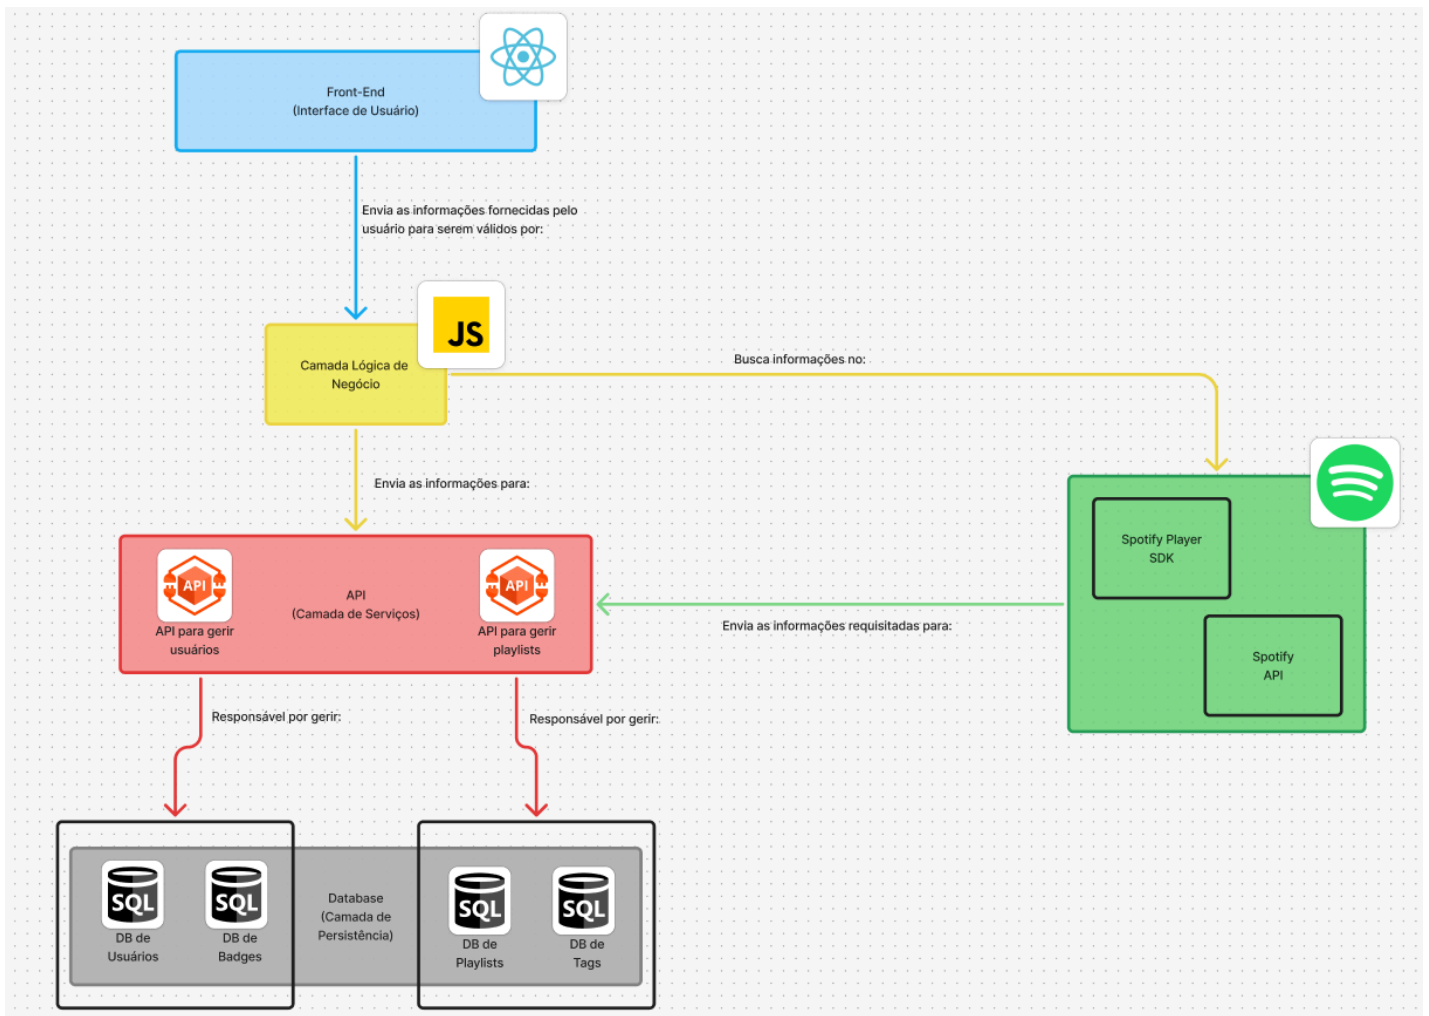 Front-End
(Interface de Usuário)
Envia as informações fornecidas pelo
usuário para serem válidos por:
JS
Camada Lógica de
Negócio
Busca informações no:
Envia as informações para:
Spotify Player
SDK
API
API
API
(Camada de Serviços)
API para gerir
usuários
API para gerir
playlists
Envia as informações requisitadas para:
Spotify
API
Responsável por gerir:
Responsável por gerir:
SQL
SQL
SQL
SQL
DB de
Usuários
DB de
Badges
Database
(Camada de
Persistência)
DB de
Playlists
DB de
Tags